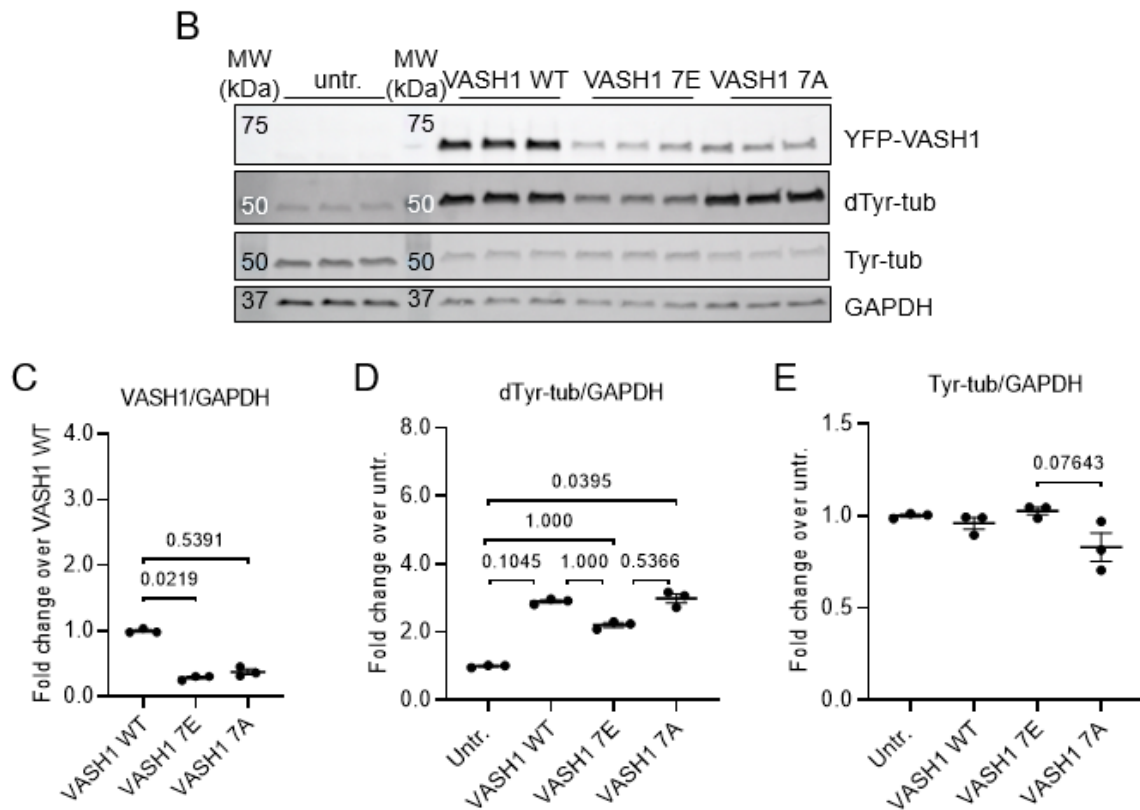 B
MW
(kDa)
untr.
MW
(kDa)
VASH1 WT
VASH1 7E
VASH1 7A
75
75
YFP-VASH1
50
50
dTyr-tub
50
50
Tyr-tub
37
37
GAPDH
C
VASH1/GAPDH
Fold change over VASH1 WT
4.0
3.0
2.0
1.0
0.0
0.5391
0.0219
VASH1 WT
VASH1 7E
VASH1 7A
D
dTyr-tub/GAPDH
Fold change over untr.
8.0
6.0
4.0
2.0
0.0
0.0395
1.000
0.1045
1.000
0.5366
Untr.
VASH1 WT
VASH1 7E
VASH1 7A
E
Tyr-tub/GAPDH
Fold change over untr.
1.5
1.0
0.5
0
0.07643
Untr.
VASH1 WT
VASH1 7E
VASH1 7A